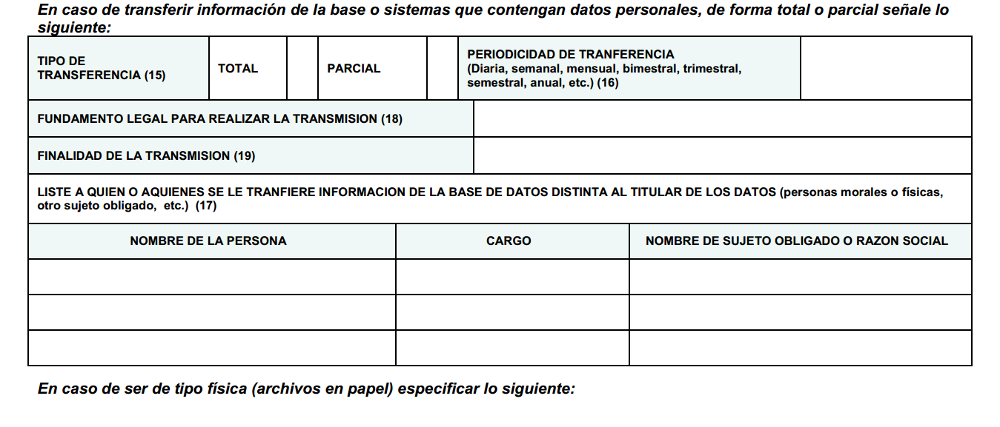 En caso de transferir información de la base o sistemas que contengan datos personales, de forma total o parcial señale lo
siguiente:
TIPO DE
TRANSFERENCIA (15)
TOTAL
PARCIAL
PERIODICIDAD DE TRANFERENCIA
(Diaria, semanal, mensual, bimestral, trimestral,
semestral, anual, etc.) (16)
FUNDAMENTO LEGAL PARA REALIZAR LA TRANSMISION (18)
FINALIDAD DE LA TRANSMISION (19)
LISTE A QUIEN O AQUIENES SE LE TRANFIERE INFORMACION DE LA BASE DE DATOS DISTINTA AL TITULAR DE LOS DATOS (personas morales o físicas,
otro sujeto obligado, etc.) (17)
NOMBRE DE LA PERSONA
CARGO
NOMBRE DE SUJETO OBLIGADO O RAZON SOCIAL
En caso de ser de tipo física (archivos en papel) especificar lo siguiente: